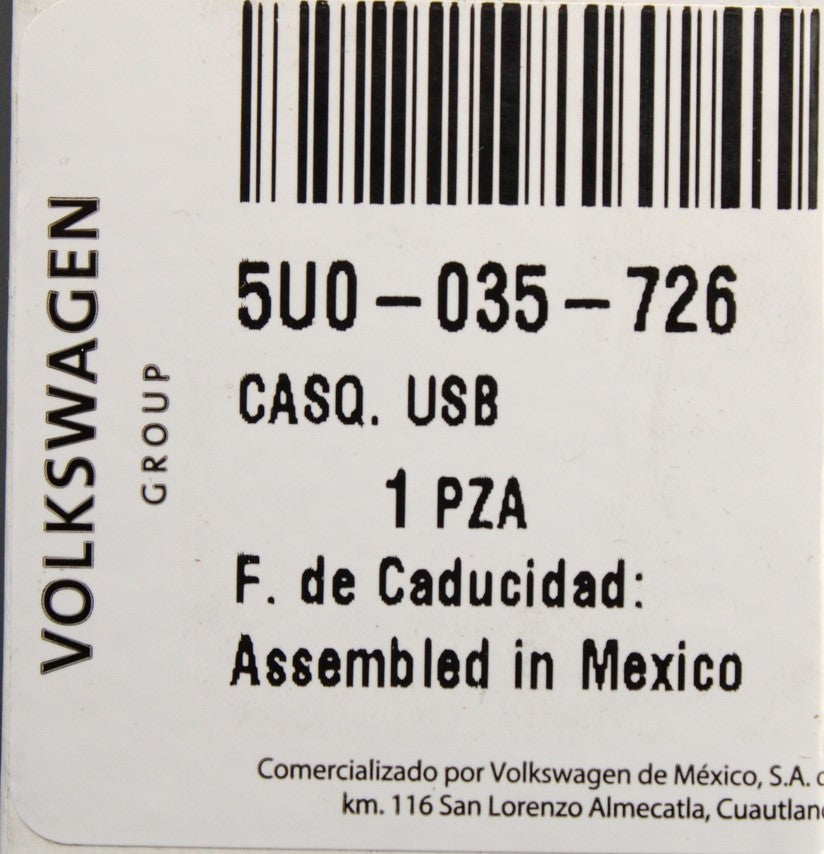 VOLKSWAGEN
GROUP
5U0-035-726
CASQ. USB
1 PZA
F. de Caducidad:
Assembled in Mexico
Comercializado por Volkswagen de México, S.A.
km. 116 San Lorenzo Almecatla,